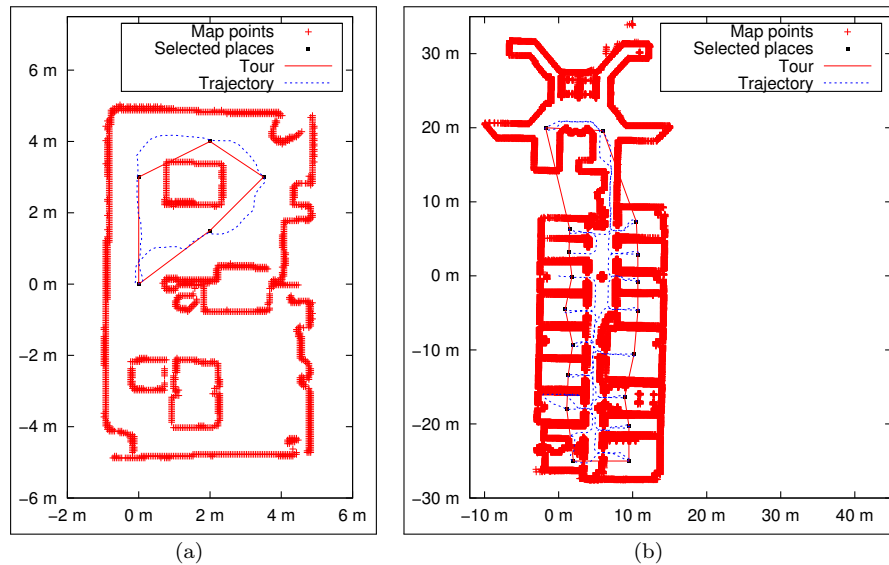 Map points
Selected places
Tour
Trajectory
6 m
4 m
2 m
0 m
−2 m
−4 m
−6 m
−2 m 0 m 2 m 4 m 6 m
(a)
Map points
Selected places
Tour
Trajectory
30 m
20 m
10 m
0 m
−10 m
−20 m
−30 m
−10 m 0 m 10 m 20 m 30 m 40 m
(b)